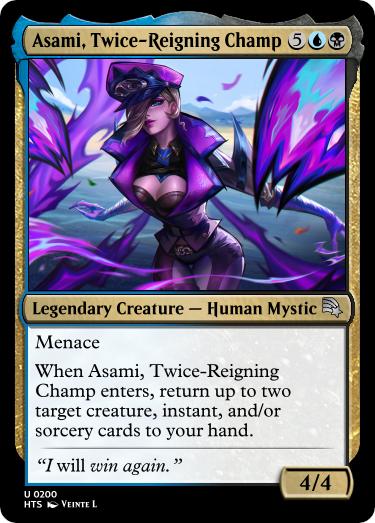 Asami, Twice-Reigning Champ 5
Legendary Creature — Human Mystic
Menace
When Asami, Twice-Reigning
Champ enters, return up to two
target creature, instant, and/or
sorcery cards to your hand.
“I will win again.”
4/4
U 0200
HTS Veinte L